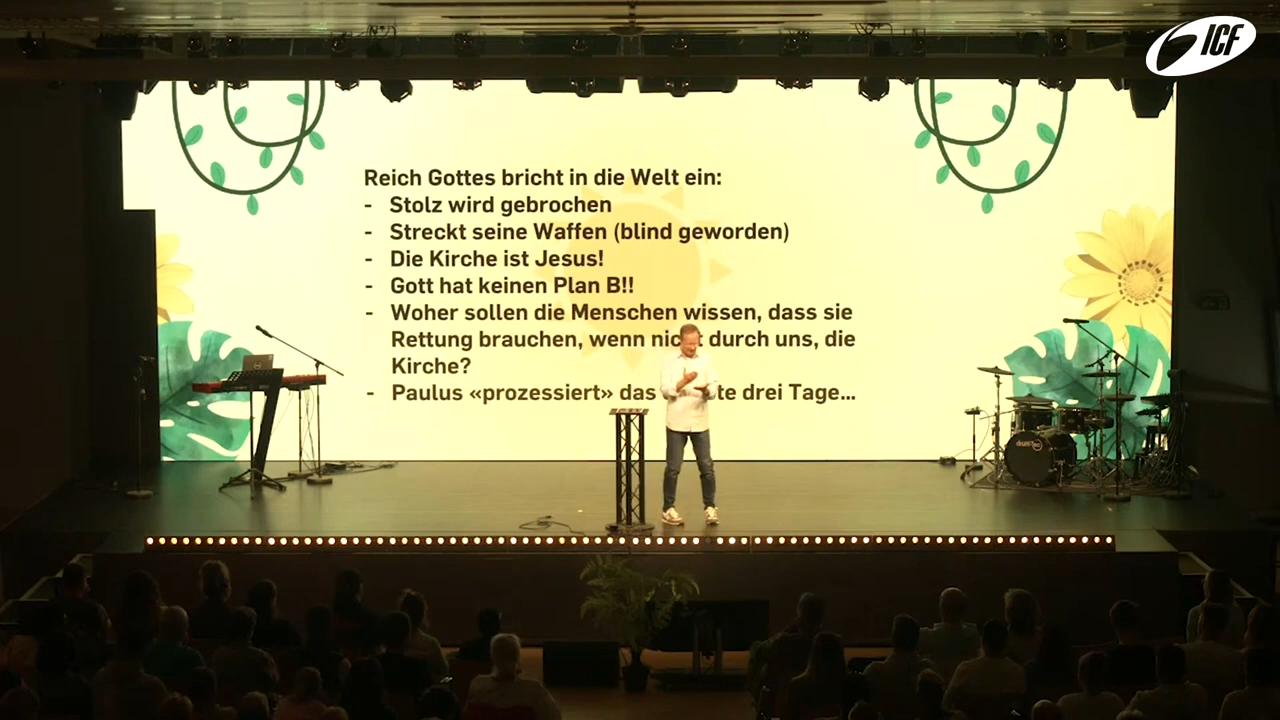 ICF
Reich Gottes bricht in die Welt ein:
- Stolz wird gebrochen
- Streckt seine Waffen (blind geworden)
- Die Kirche ist Jesus!
- Gott hat keinen Plan B!!
- Woher sollen die Menschen wissen, dass sie
Rettung brauchen, wenn nicht durch uns, die
Kirche?
- Paulus «prozessiert» das te drei Tage...